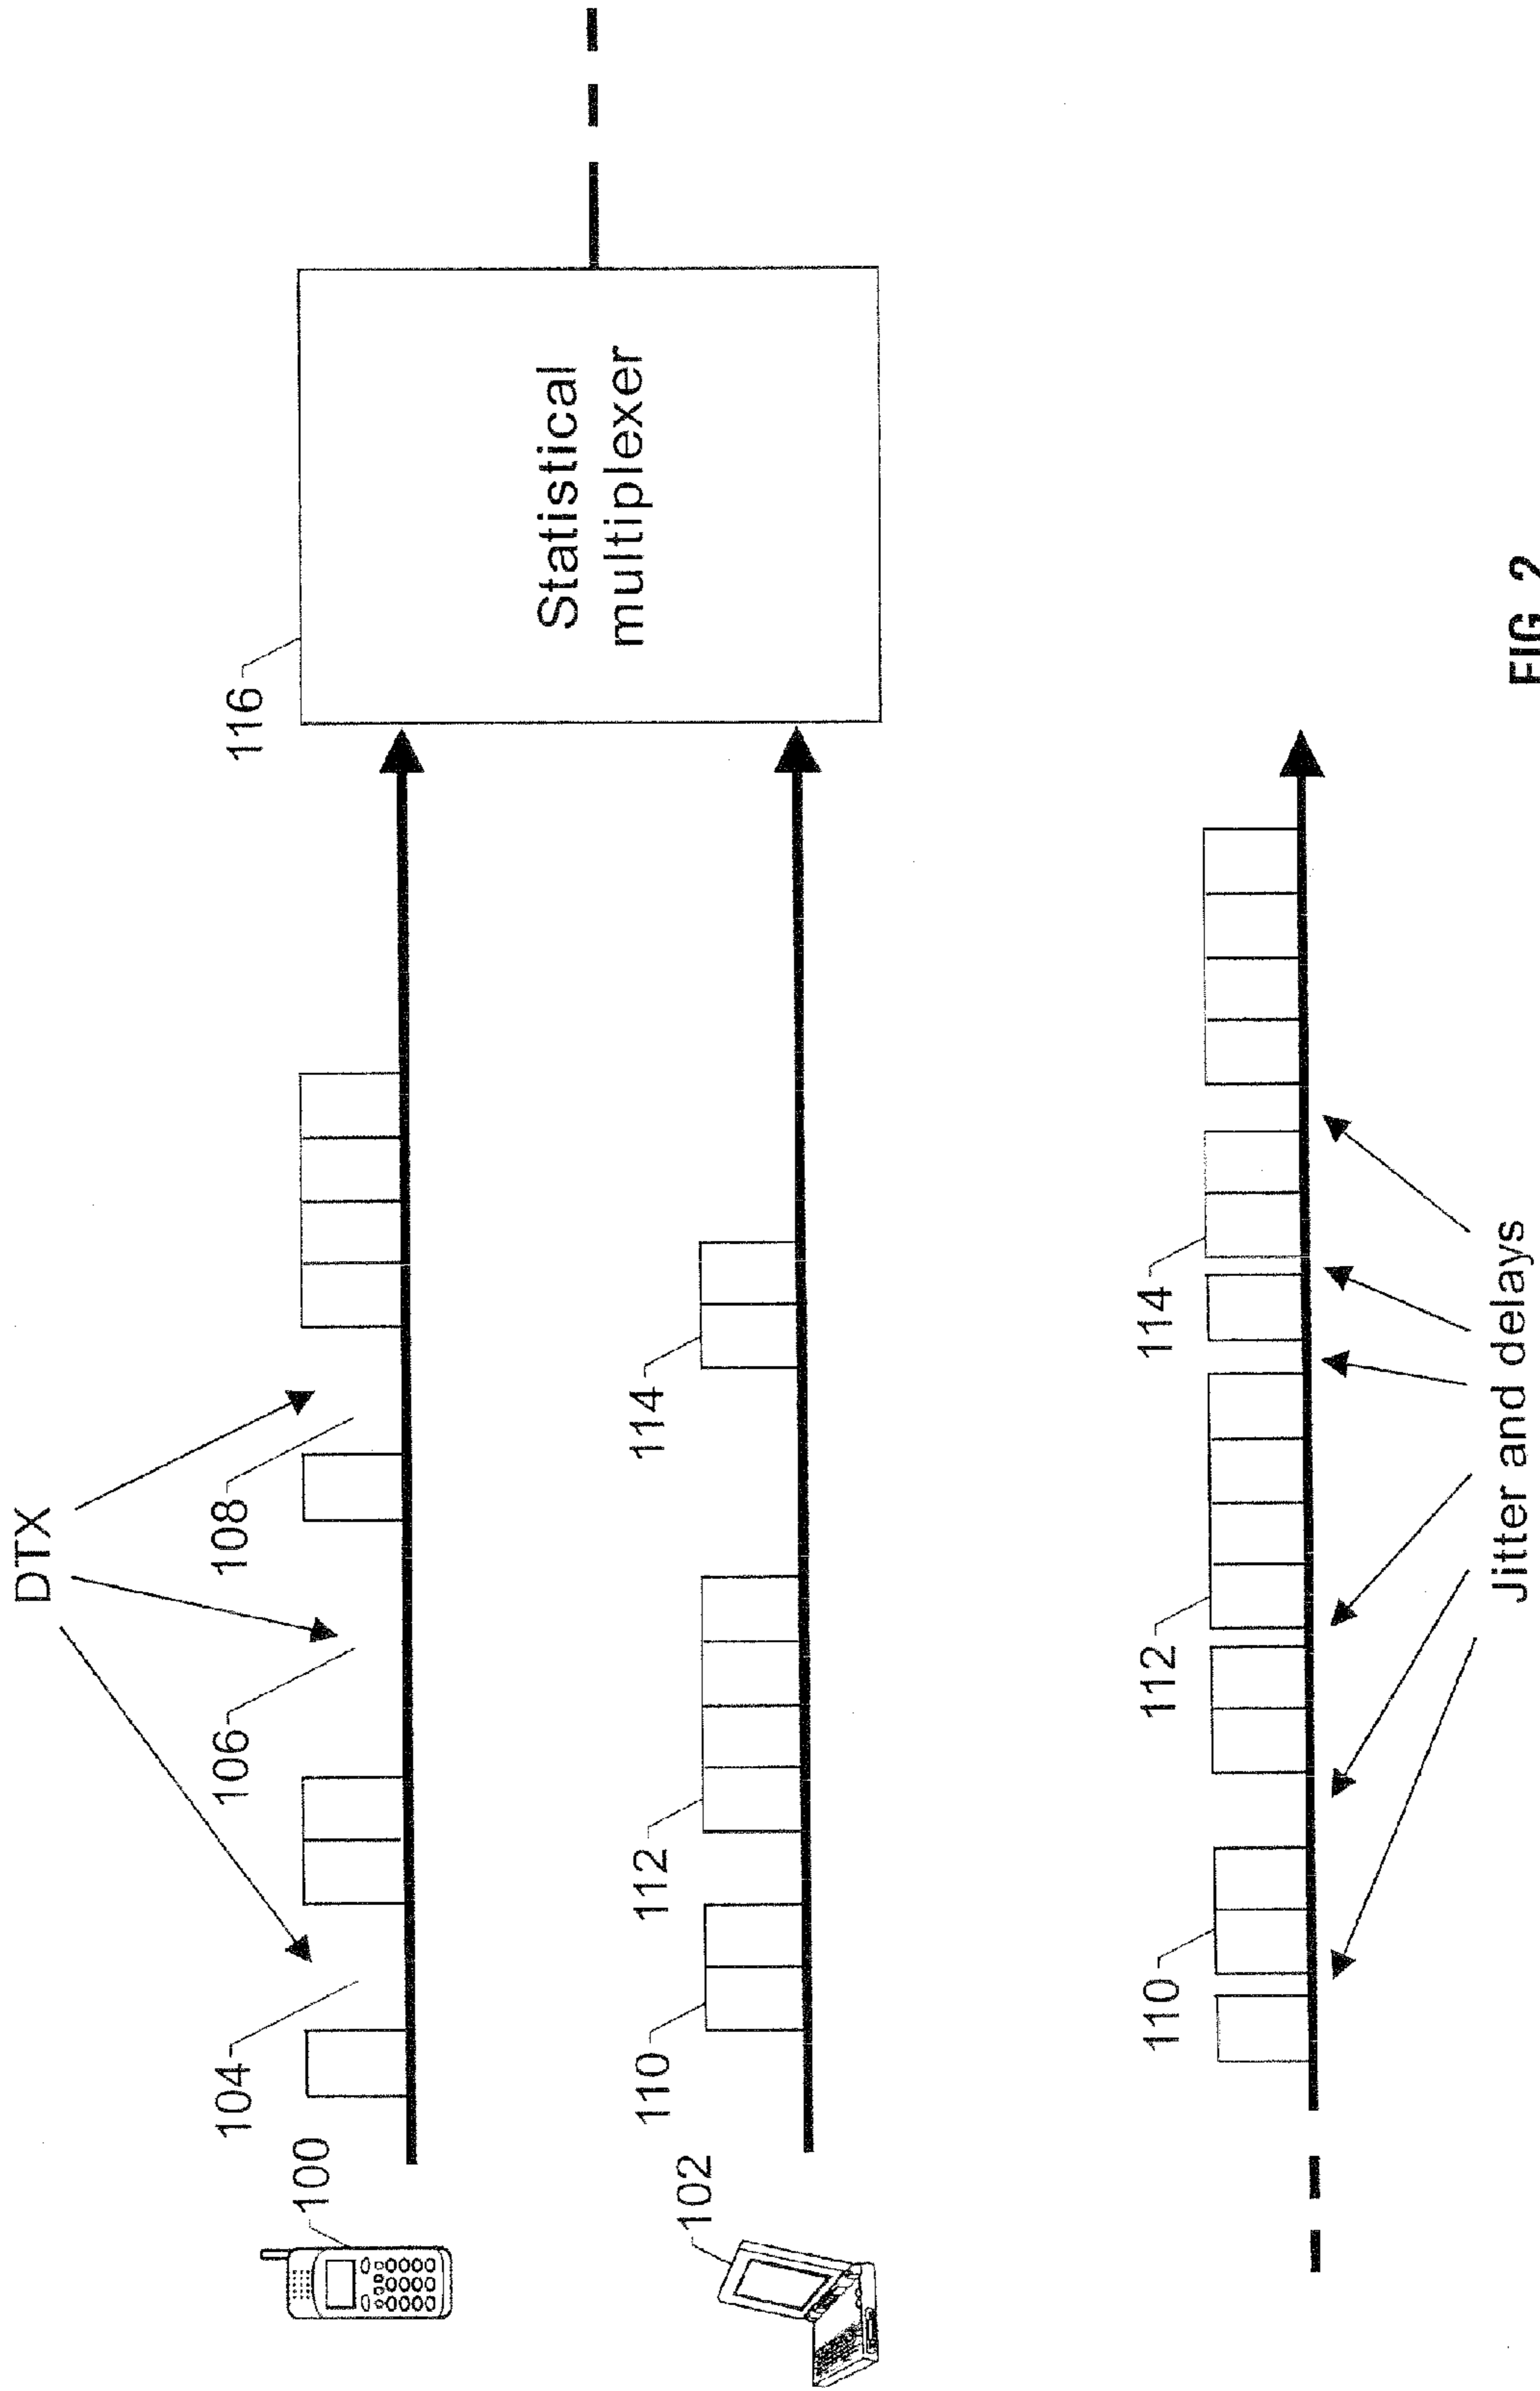 DTX
100
104
106
108
116
102
110
112
114
Statistical
multiplexer
110
112
114
Jitter and delays
FIG. 2